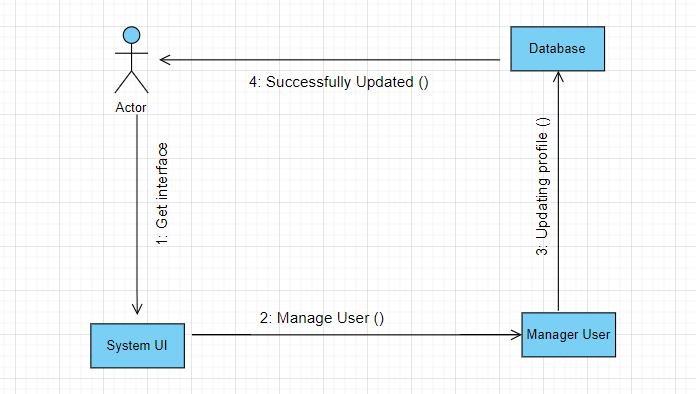 Database
4: Successfully Updated ()
Actor
1: Get interface
3: Updating profile ()
2: Manage User ()
System UI
Manager User